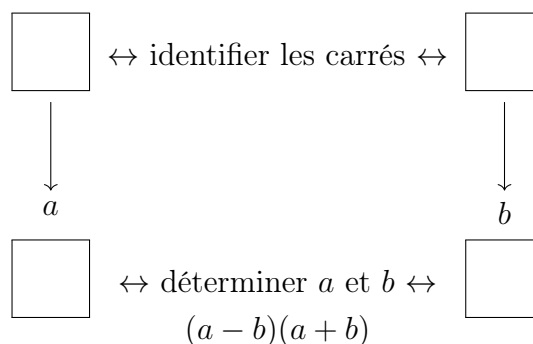 ↔ identifier les carrés ↔
a b
↔ déterminer a et b ↔
(a − b)(a + b)